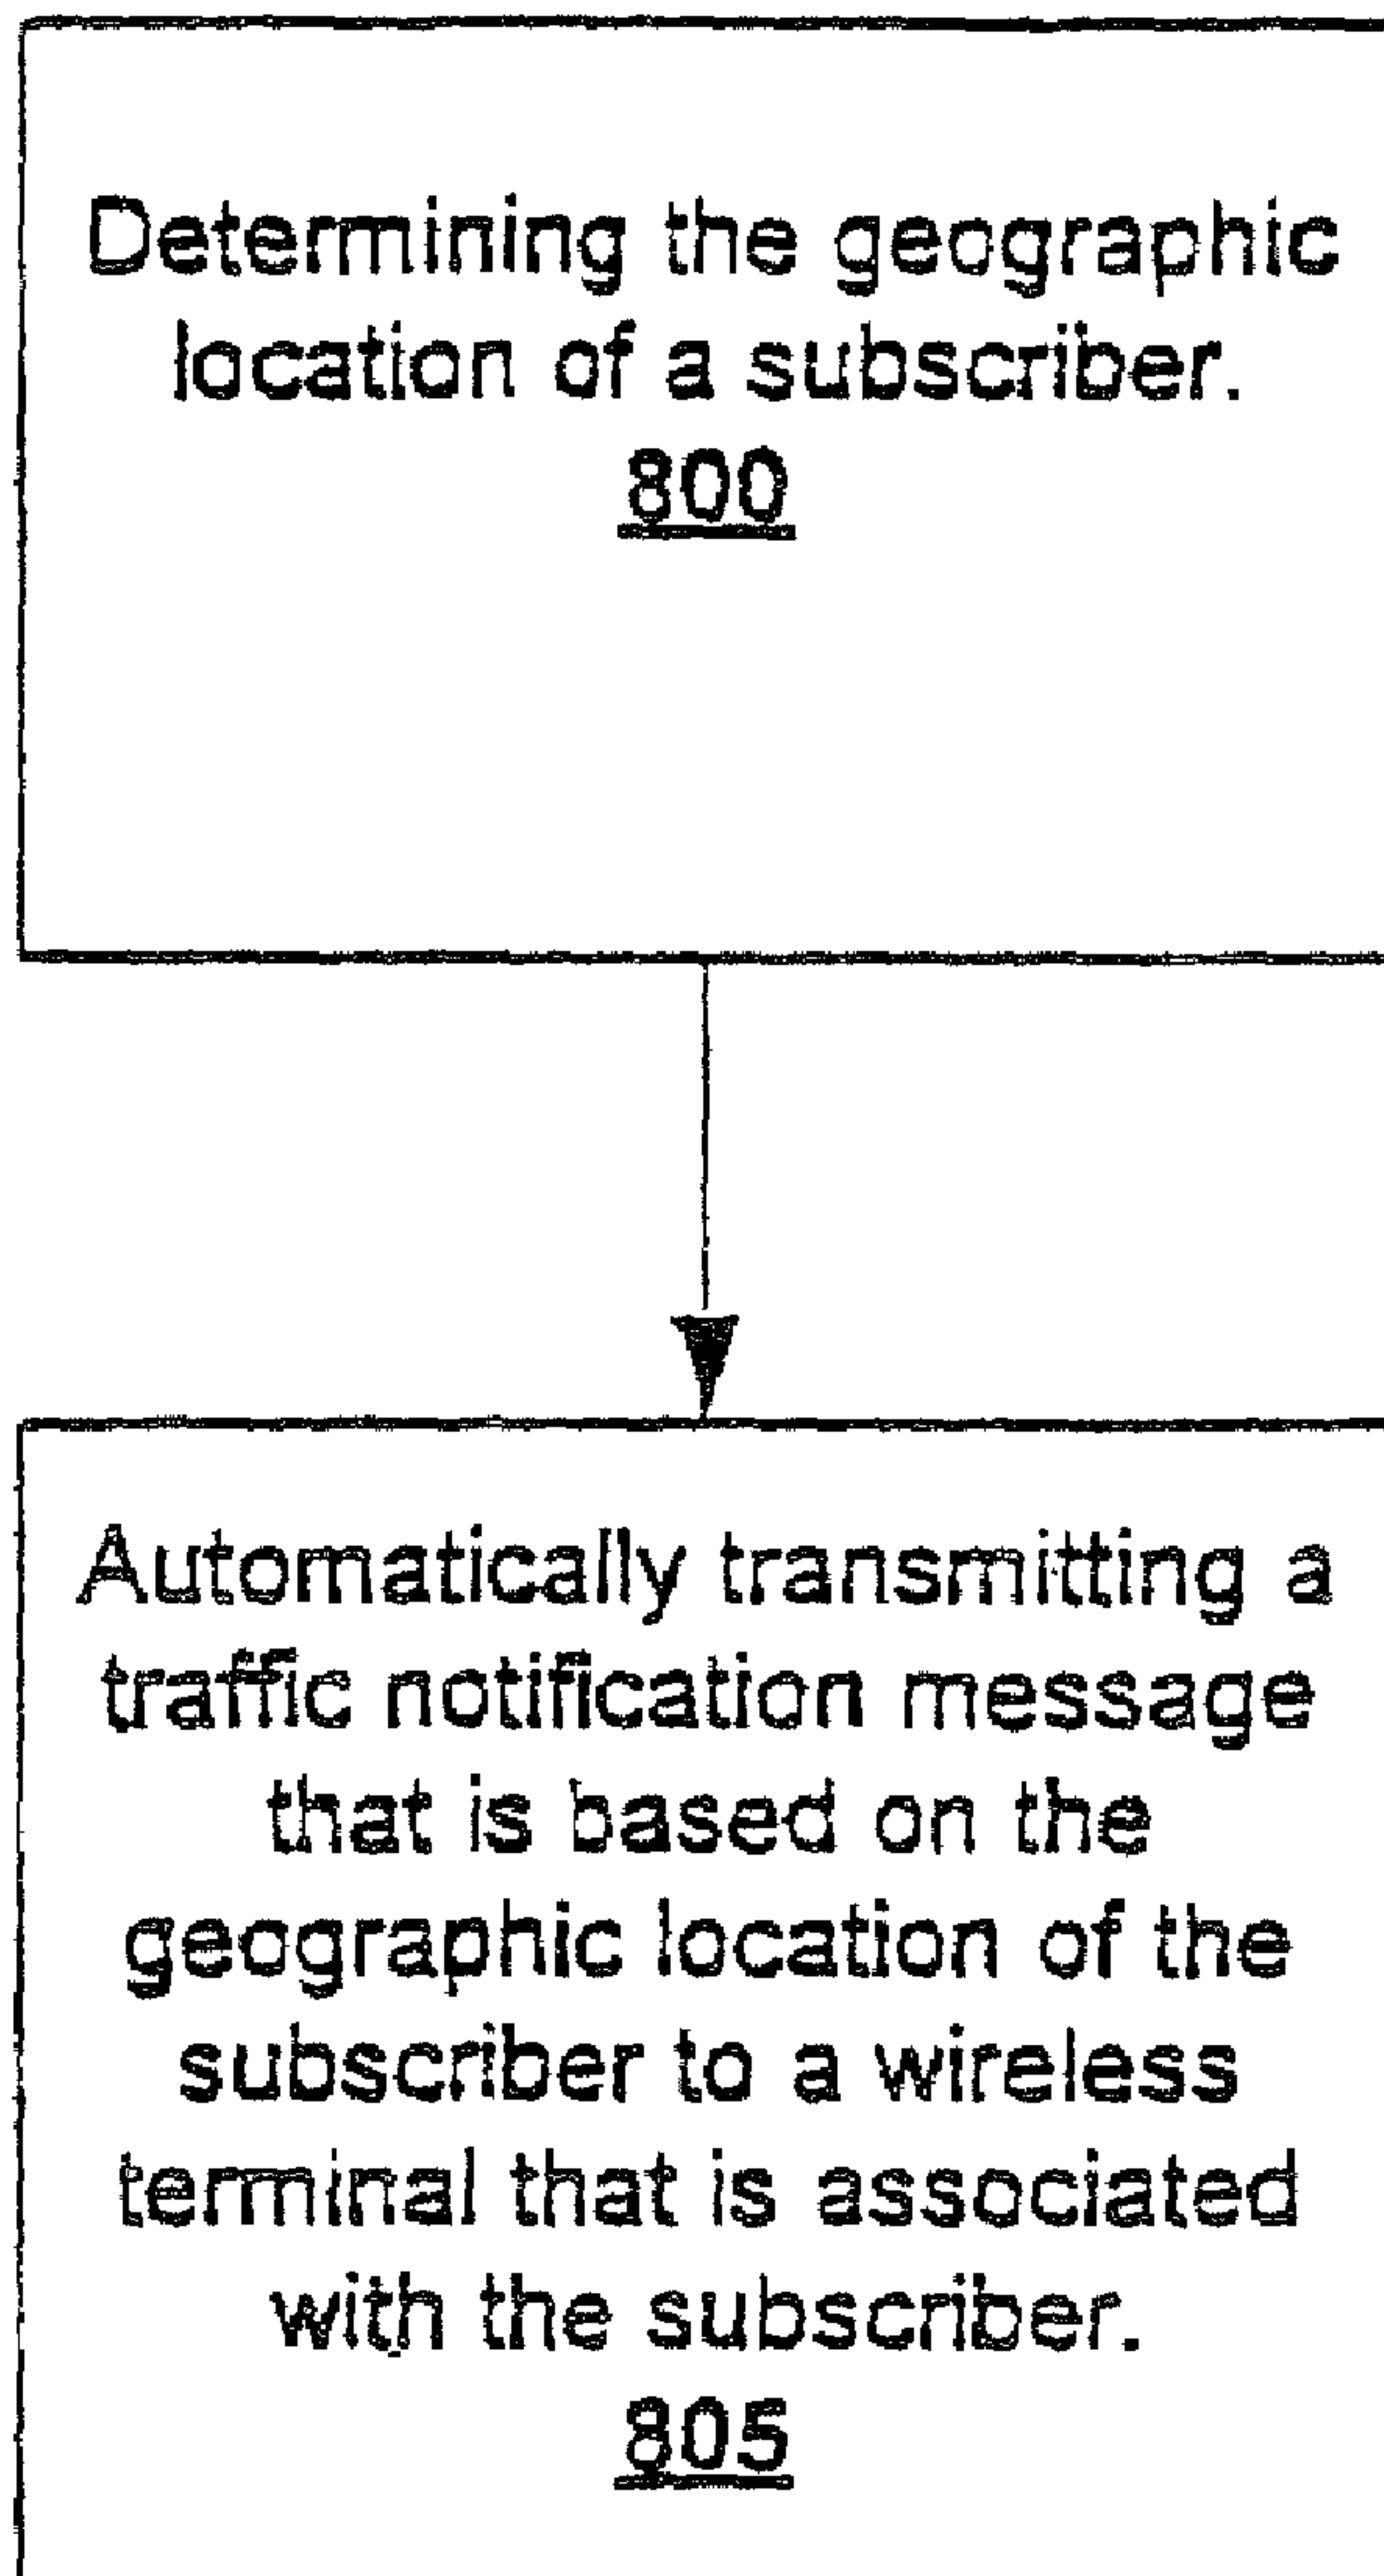 Determining the geographic
location of a subscriber.
800
Automatically transmitting a
traffic notification message
that is based on the
geographic location of the
subscriber to a wireless
terminal that is associated
with the subscriber.
805